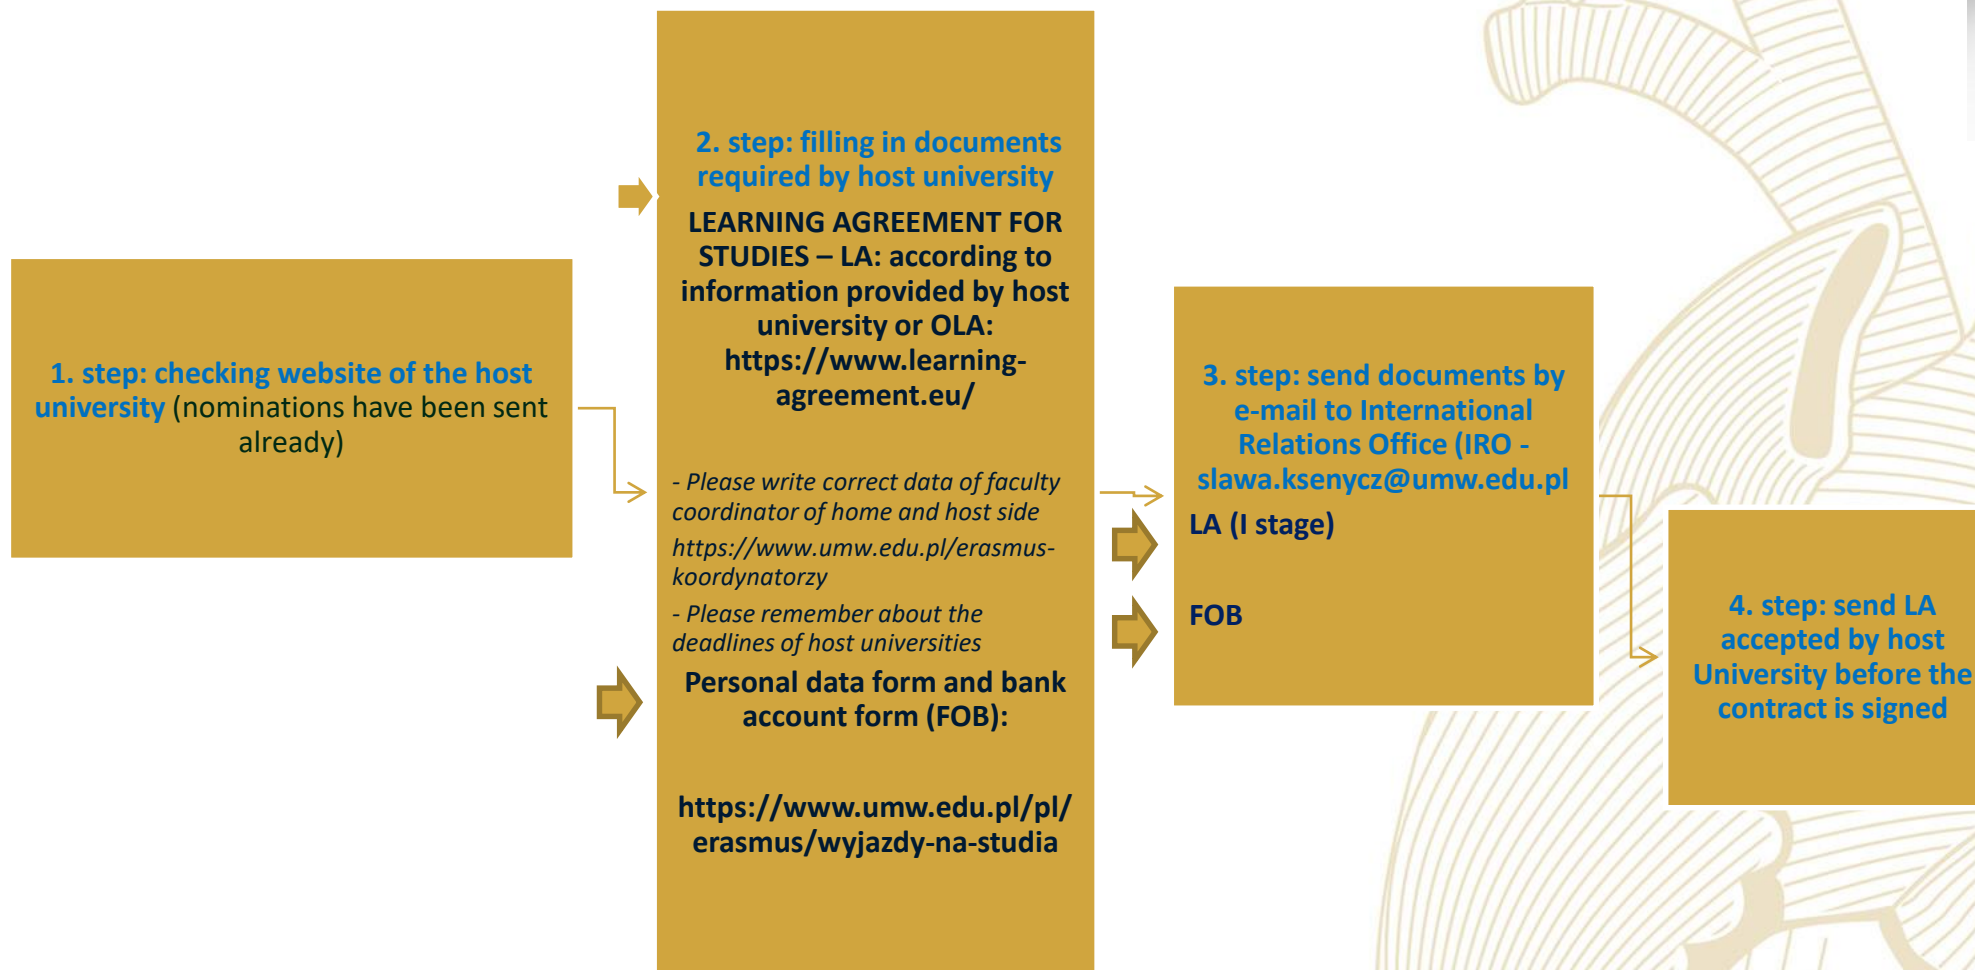 1. step: checking website of the host
university (nominations have been sent
already)
2. step: filling in documents
required by host university
LEARNING AGREEMENT FOR
STUDIES – LA: according to
information provided by host
university or OLA:
https://www.learning-
agreement.eu/
- Please write correct data of faculty
coordinator of home and host side
https://www.umw.edu.pl/erasmus-
koordynatorzy
- Please remember about the
deadlines of host universities
Personal data form and bank
account form (FOB):
https://www.umw.edu.pl/pl/
erasmus/wyjazdy-na-studia
3. step: send documents by
e-mail to International
Relations Office (IRO -
slawa.ksenycz@umw.edu.pl
LA (I stage)
FOB
4. step: send LA
accepted by host
University before the
contract is signed